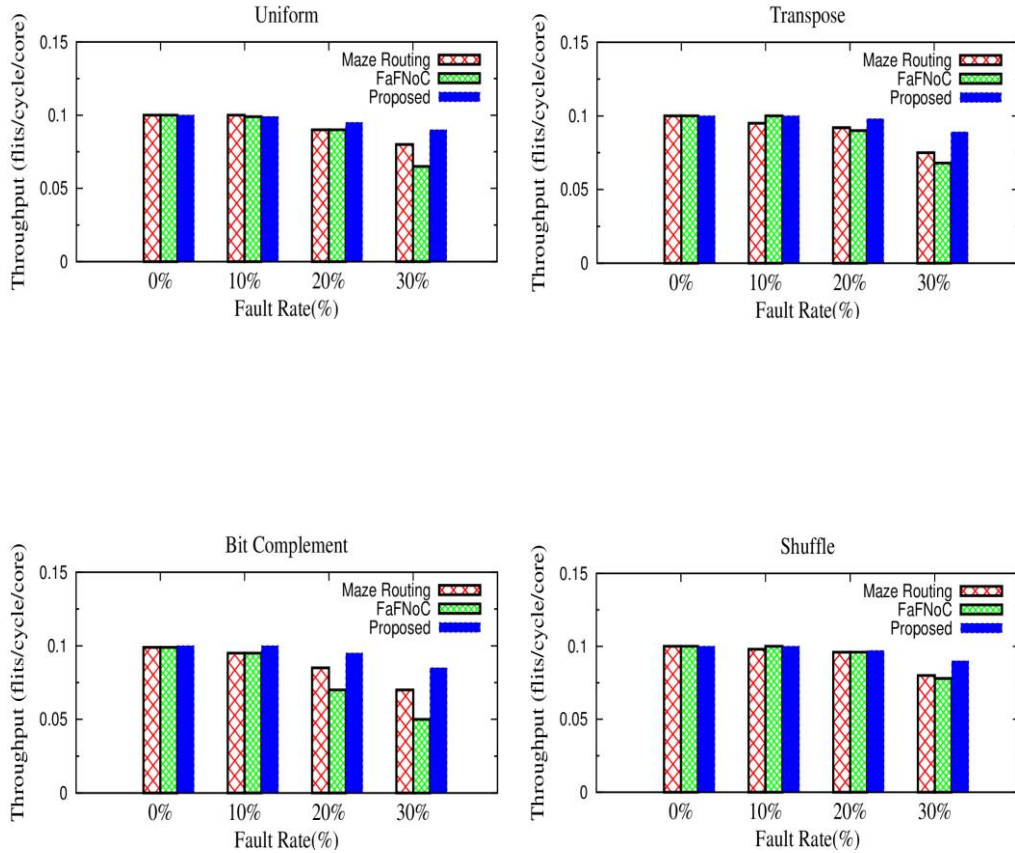 Uniform
Throughput (flits/cycle/core)
0.15
0.1
0.05
0
Maze Routing
FaFNoC
Proposed
0% 10% 20% 30%
Fault Rate(%)
Transpose
Throughput (flits/cycle/core)
0.15
0.1
0.05
0
Maze Routing
FaFNoC
Proposed
0% 10% 20% 30%
Fault Rate(%)
Bit Complement
Throughput (flits/cycle/core)
0.15
0.1
0.05
0
Maze Routing
FaFNoC
Proposed
0% 10% 20% 30%
Fault Rate(%)
Shuffle
Throughput (flits/cycle/core)
0.15
0.1
0.05
0
Maze Routing
FaFNoC
Proposed
0% 10% 20% 30%
Fault Rate(%)